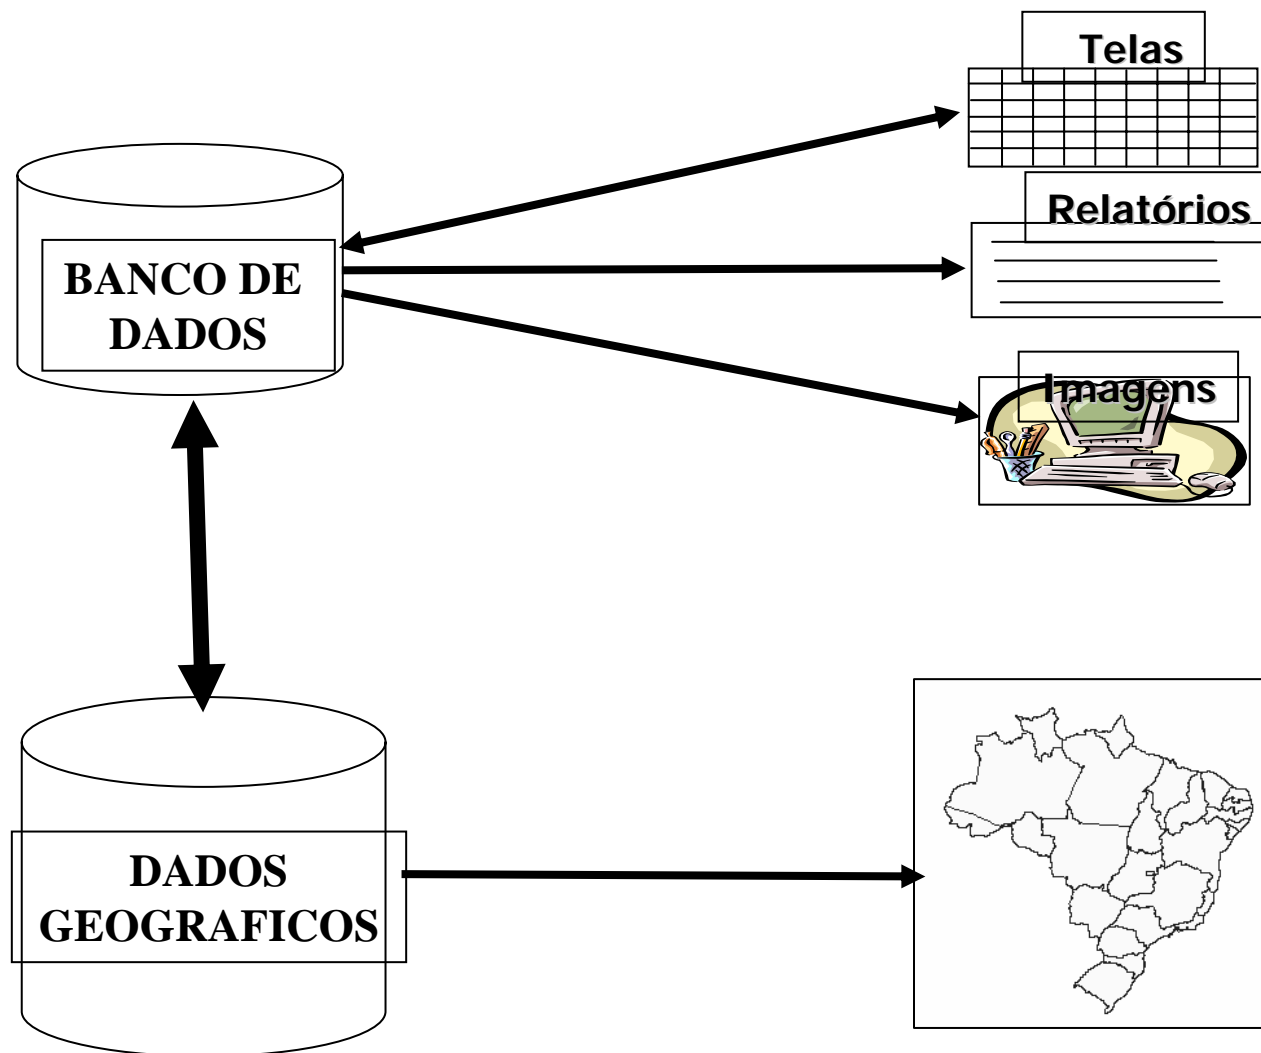 Telas
Relatórios
BANCO DE
DADOS
Imagens
DADOS
GEOGRAFICOS